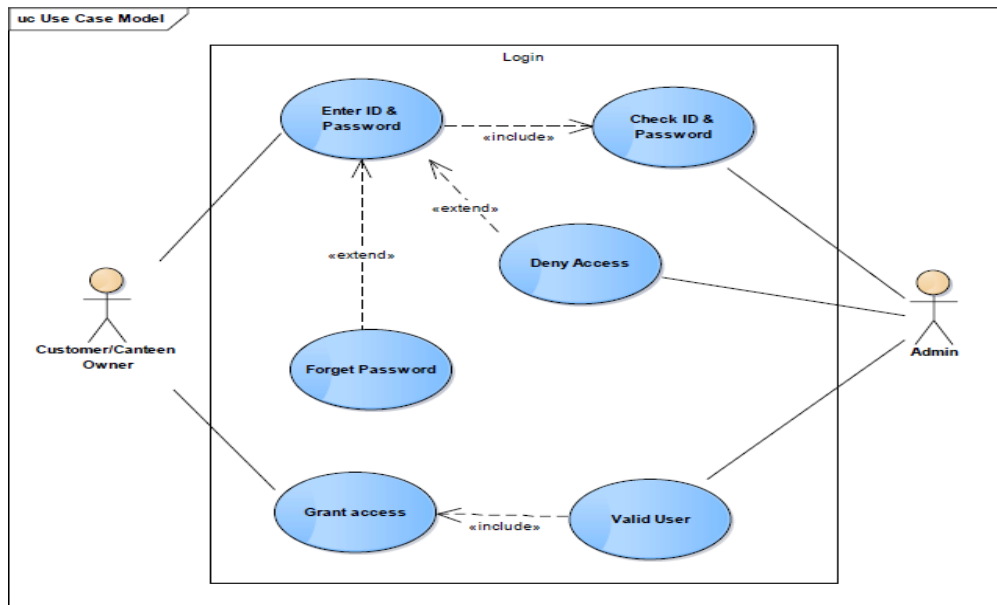 uc Use Case Model
Login
Enter ID &
Password
«include»
Check ID &
Password
«extend»
Deny Access
«extend»
Customer/Canteen
Owner
Admin
Forget Password
Grant access
«include»
Valid User